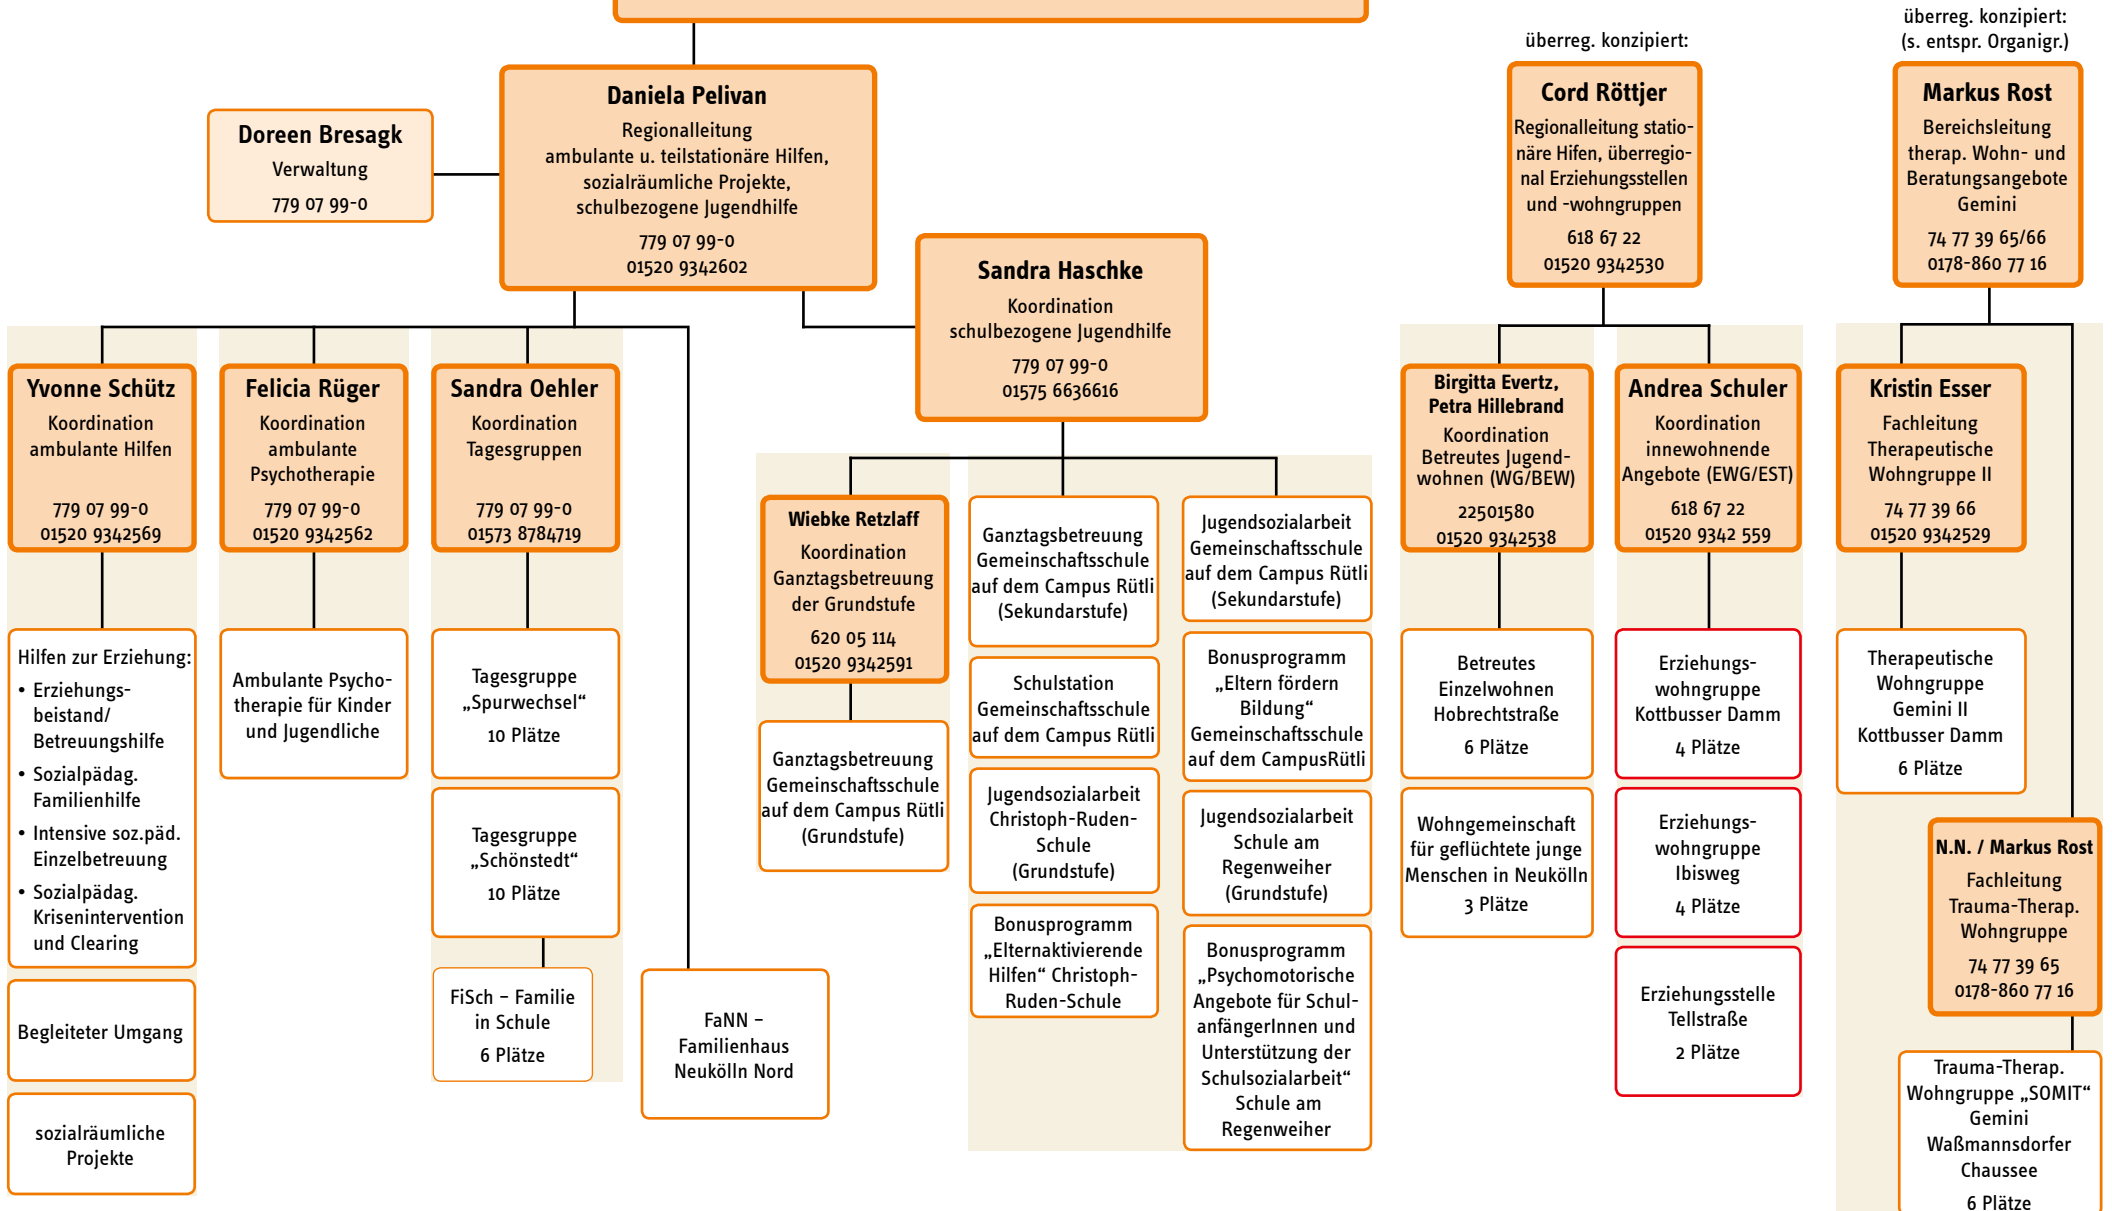 überreg. konzipiert:
überreg. konzipiert:
(s. entspr. Organigr.)
Daniela Pelivan
Regionalleitung
ambulante u. teilstationäre Hilfen,
sozialräumliche Projekte,
schulbezogene Jugendhilfe
779 07 99-0
01520 9342602
Doreen Bresagk
Verwaltung
779 07 99-0
Cord Röttjer
Regionalleitung statio-
näre Hifen, überregio-
nal Erziehungsstellen
und -wohngruppen
618 67 22
01520 9342530
Markus Rost
Bereichsleitung
therap. Wohn- und
Beratungsangebote
Gemini
74 77 39 65/66
0178-860 77 16
Sandra Haschke
Koordination
schulbezogene Jugendhilfe
779 07 99-0
01575 6636616
Yvonne Schütz
Koordination
ambulante Hilfen
779 07 99-0
01520 9342569
Felicia Rüger
Koordination
ambulante
Psychotherapie
779 07 99-0
01520 9342562
Sandra Oehler
Koordination
Tagesgruppen
779 07 99-0
01573 8784719
Birgitta Evertz,
Petra Hillebrand
Koordination
Betreutes Jugend-
wohnen (WG/BEW)
22501580
01520 9342538
Andrea Schuler
Koordination
innewohnende
Angebote (EWG/EST)
618 67 22
01520 9342 559
Kristin Esser
Fachleitung
Therapeutische
Wohngruppe II
74 77 39 66
01520 9342529
Wiebke Retzlaff
Koordination
Ganztagsbetreuung
der Grundstufe
620 05 114
01520 9342591
Ganztagsbetreuung
Gemeinschaftsschule
auf dem Campus Rütli
(Grundstufe)
Ganztagsbetreuung
Gemeinschaftsschule
auf dem Campus Rütli
(Sekundarstufe)
Schulstation
Gemeinschaftsschule
auf dem Campus Rütli
Jugendsozialarbeit
Christoph-Ruden-
Schule
(Grundstufe)
Bonusprogramm
„Elternaktivierende
Hilfen“ Christoph-
Ruden-Schule
Jugendsozialarbeit
Gemeinschaftsschule
auf dem Campus Rütli
(Sekundarstufe)
Bonusprogramm
„Eltern fördern
Bildung“
Gemeinschaftsschule
auf dem CampusRütli
Jugendsozialarbeit
Schule am
Regenweiher
(Grundstufe)
Bonusprogramm
„Psychomotorische
Angebote für Schul-
anfängerInnen und
Unterstützung der
Schulsozialarbeit“
Schule am
Regenweiher
Hilfen zur Erziehung:
• Erziehungs-
beistand/
Betreuungshilfe
• Sozialpädag.
Familienhilfe
• Intensive soz.päd.
Einzelbetreuung
• Sozialpädag.
Krisenintervention
und Clearing
Begleiteter Umgang
sozialräumliche
Projekte
Ambulante Psycho-
therapie für Kinder
und Jugendliche
Tagesgruppe
„Spurwechsel“
10 Plätze
Tagesgruppe
„Schönstedt“
10 Plätze
FiSch – Familie
in Schule
6 Plätze
FaNN –
Familienhaus
Neukölln Nord
Betreutes
Einzelwohnen
Hobrechtstraße
6 Plätze
Wohngemeinschaft
für geflüchtete junge
Menschen in Neukölln
3 Plätze
Erziehungs-
wohngruppe
Kottbusser Damm
4 Plätze
Erziehungs-
wohngruppe
Ibisweg
4 Plätze
Erziehungsstelle
Tellstraße
2 Plätze
Therapeutische
Wohngruppe
Gemini II
Kottbusser Damm
6 Plätze
N.N. / Markus Rost
Fachleitung
Trauma-Therap.
Wohngruppe
74 77 39 65
0178-860 77 16
Trauma-Therap.
Wohngruppe „SOMIT“
Gemini
Waßmannsdorfer
Chaussee
6 Plätze